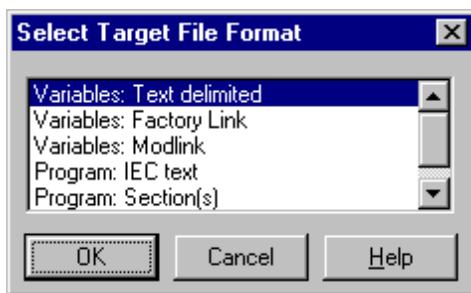 Select Target File Format
Variables: Text delimited
Variables: Factory Link
Variables: Modlink
Program: IEC text
Program: Section(s)
OK Cancel Help